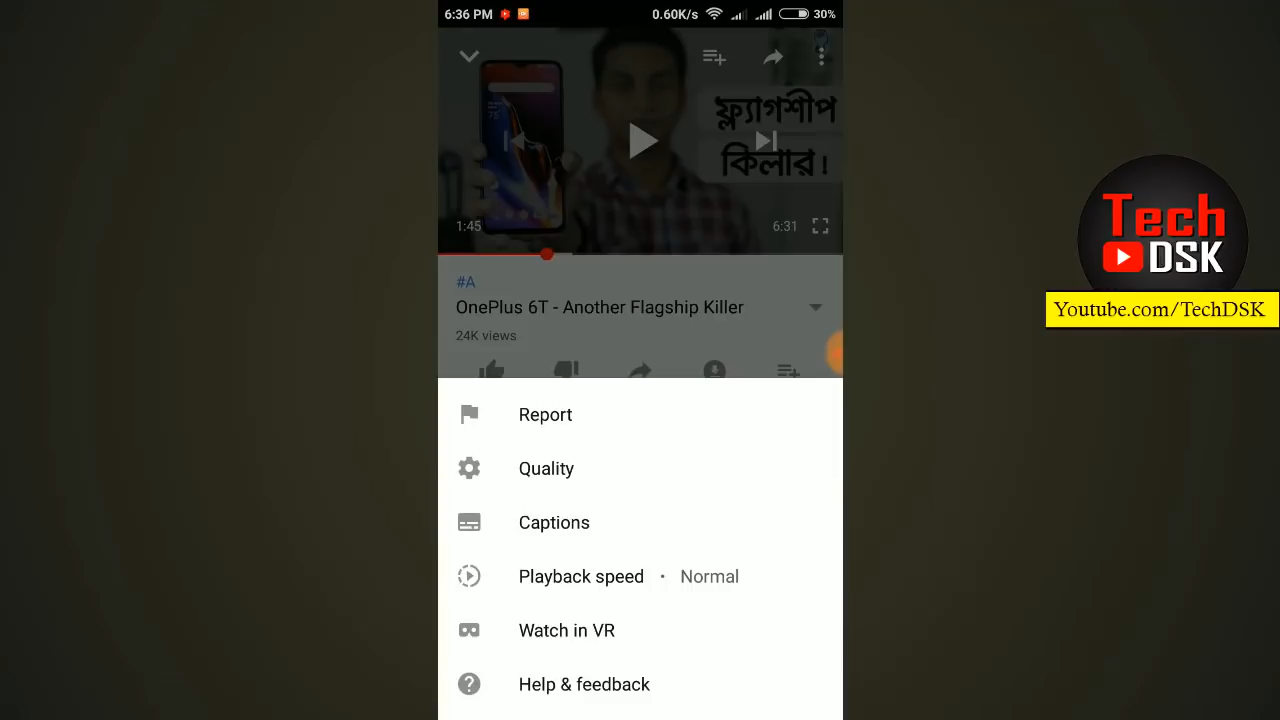 6:36 PM 0.60K/s 30%
ফ্ল্যাগশীপ
কিলার!
1:45 6:31
#A
OnePlus 6T - Another Flagship Killer
24K views
Report
Quality
Captions
Playback speed • Normal
Watch in VR
Help & feedback
Tech
DSK
Youtube.com/TechDSK